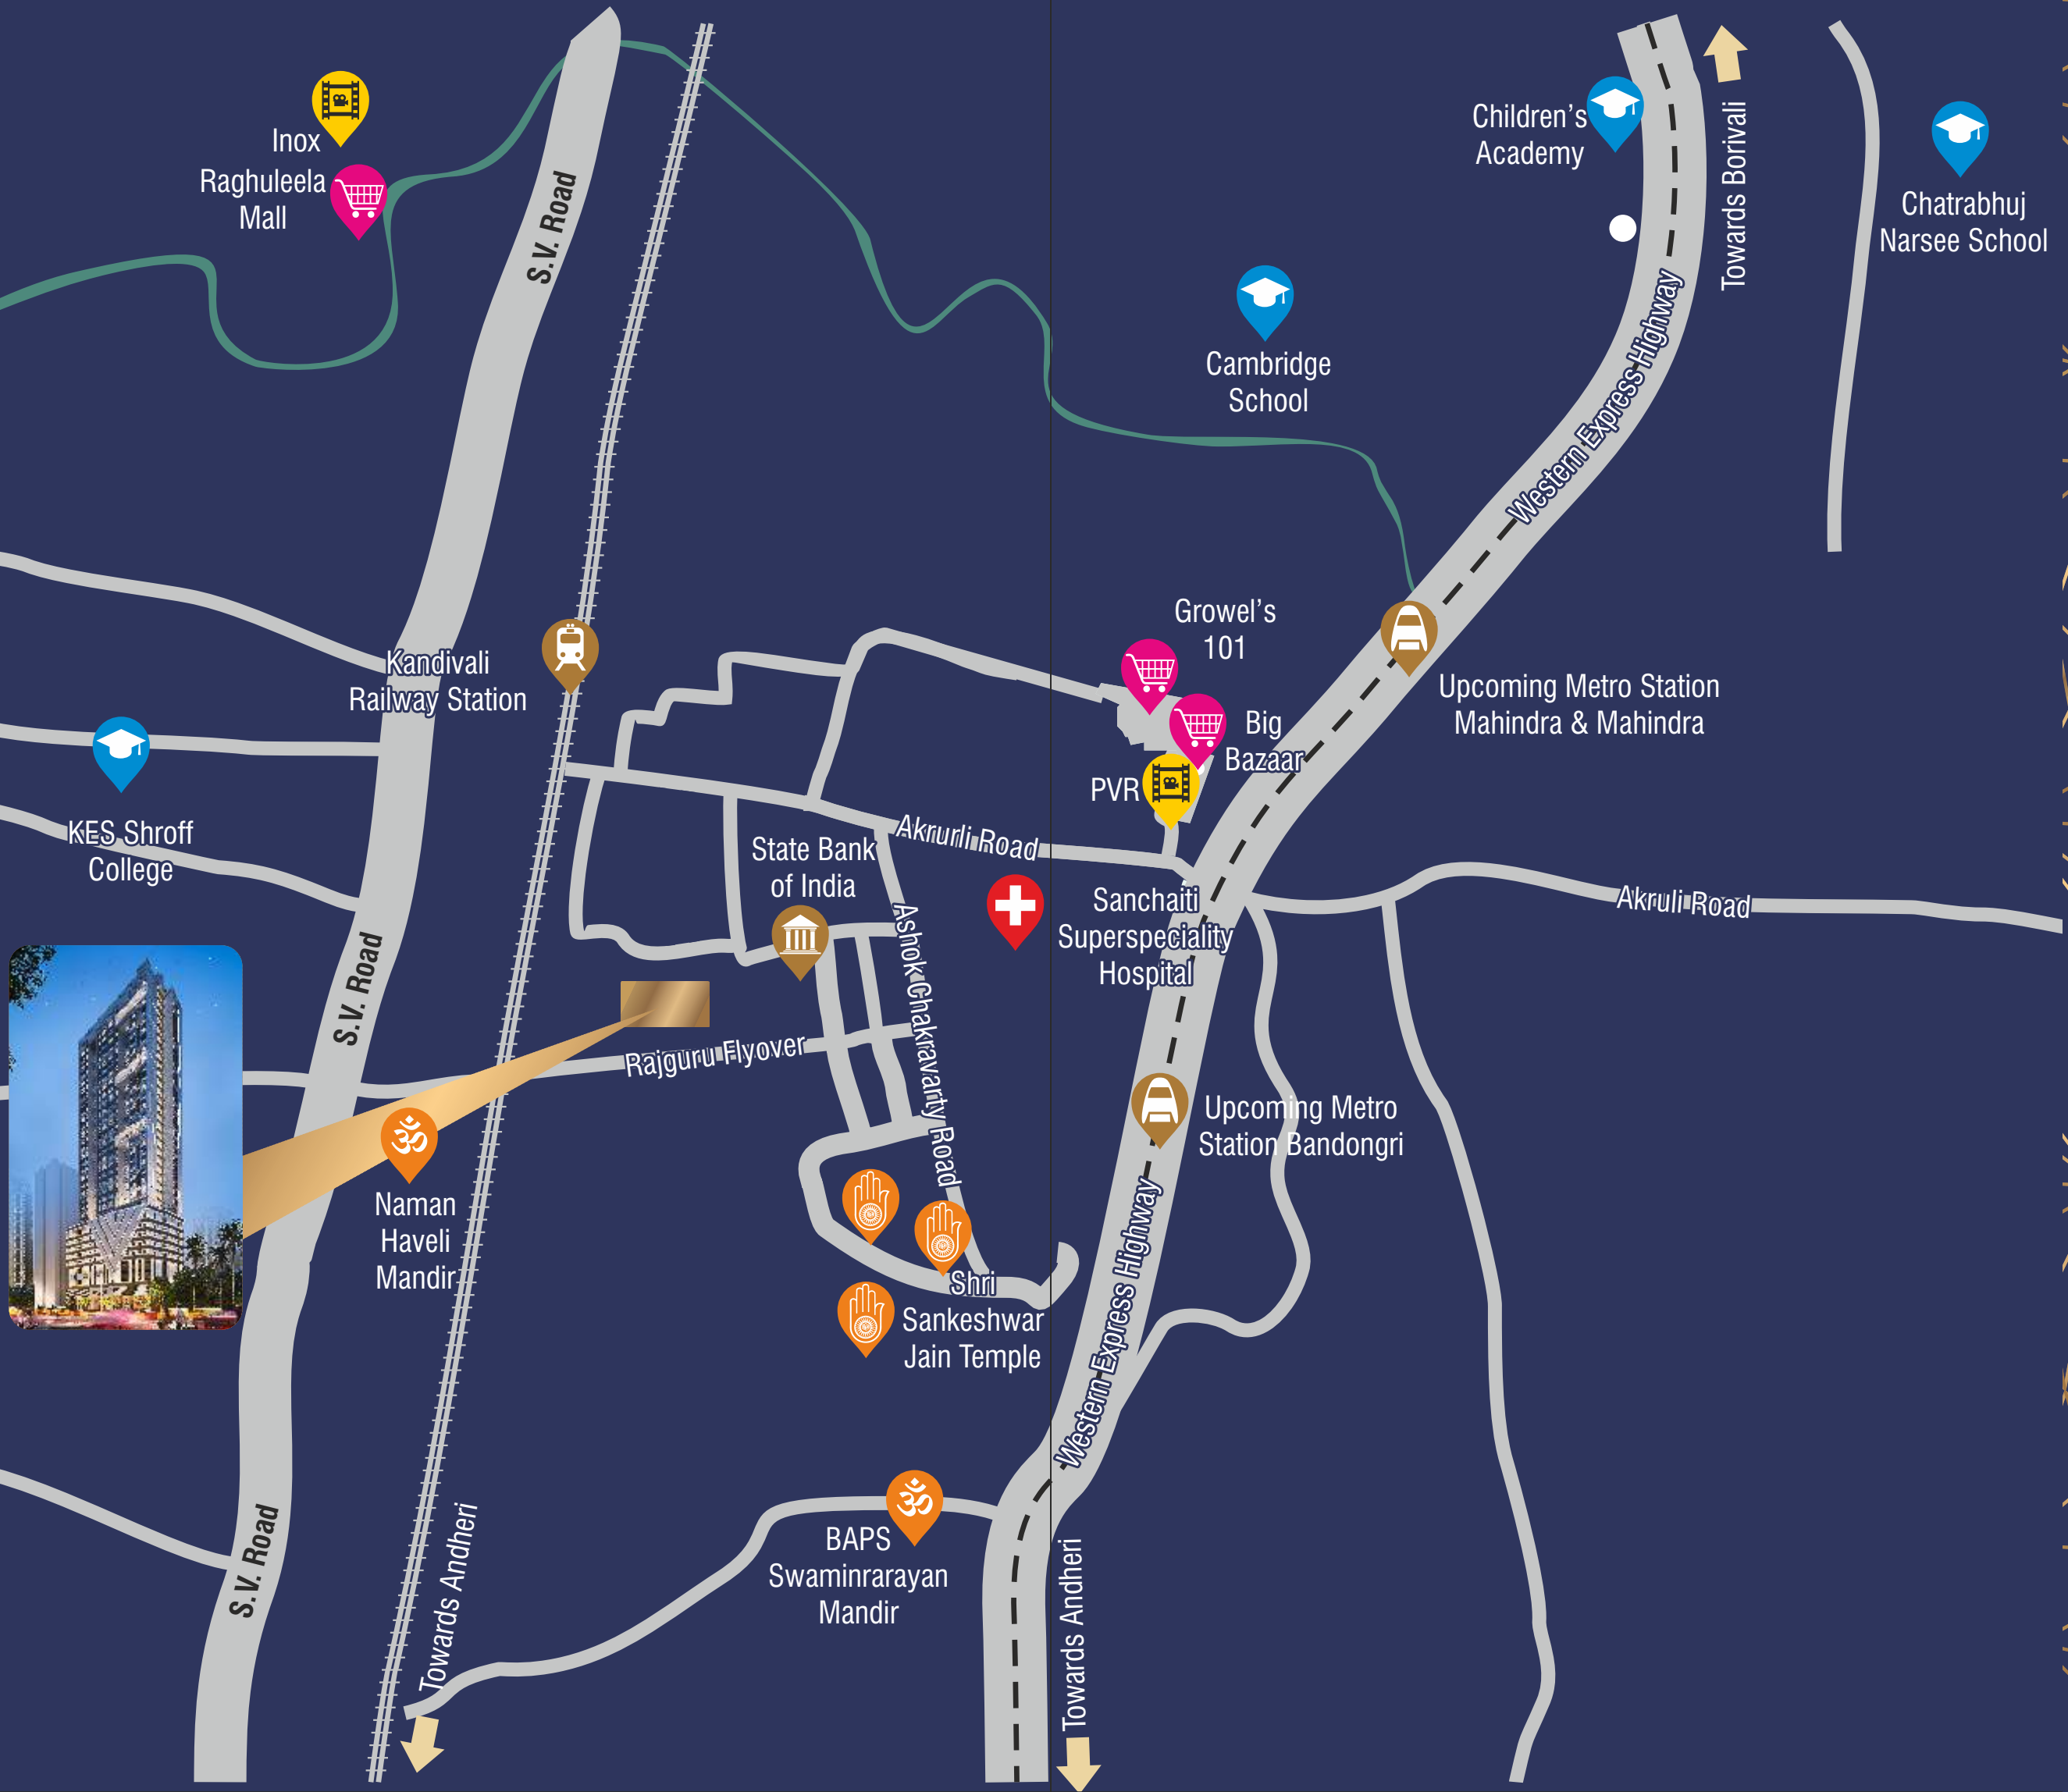 Inox
Raghuleela
Mall
S.V. Road
Children's
Academy
Towards Borivali
Chatrabhuj
Narsee School
Cambridge
School
Western Express Highway
Growel's
101
Kandivali
Railway Station
Upcoming Metro Station
Mahindra & Mahindra
Big
Bazaar
PVR
KES Shroff
College
Akrurli Road
State Bank
of India
Sanchaiti
Superspeciality
Hospital
Akruli Road
Ashok Chakravarty Road
S.V. Road
Rajguru Flyover
Upcoming Metro
Station Bandongri
ॐ
Naman
Haveli
Mandir
Shri
Sankeshwar
Jain Temple
Western Express Highway
S.V. Road
Towards Andheri
ॐ
BAPS
Swaminrarayan
Mandir
Towards Andheri